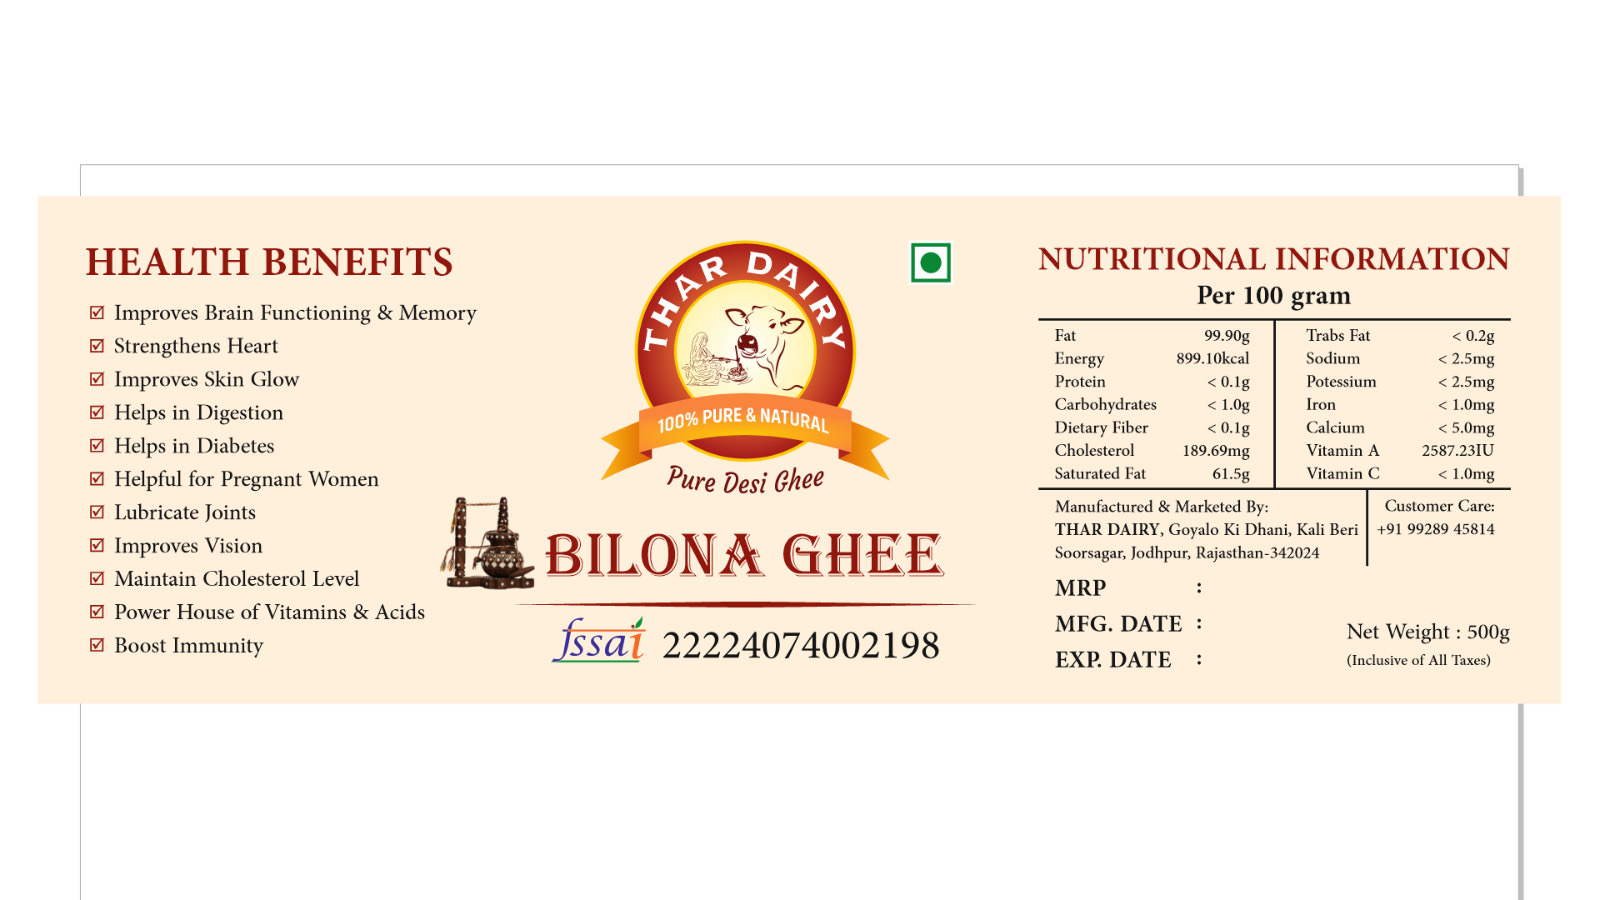 HEALTH BENEFITS
Improves Brain Functioning & Memory
Strengthens Heart
Improves Skin Glow
Helps in Digestion
Helps in Diabetes
Helpful for Pregnant Women
Lubricate Joints
Improves Vision
Maintain Cholesterol Level
Power House of Vitamins & Acids
Boost Immunity
THAR DAIRY
100% PURE & NATURAL
Pure Desi Ghee
BILONA GHEE
fssai 22224074002198
NUTRITIONAL INFORMATION
Per 100 gram
Fat 99.90g
Energy 899.10kcal
Protein < 0.1g
Carbohydrates < 1.0g
Dietary Fiber < 0.1g
Cholesterol 189.69mg
Saturated Fat 61.5g
Trabs Fat < 0.2g
Sodium < 2.5mg
Potessium < 2.5mg
Iron < 1.0mg
Calcium < 5.0mg
Vitamin A 2587.23IU
Vitamin C < 1.0mg
Manufactured & Marketed By:
THAR DAIRY, Goyalo Ki Dhani, Kali Beri
Soorsagar, Jodhpur, Rajasthan-342024
Customer Care:
+91 99289 45814
MRP :
MFG. DATE :
EXP. DATE :
Net Weight : 500g
(Inclusive of All Taxes)